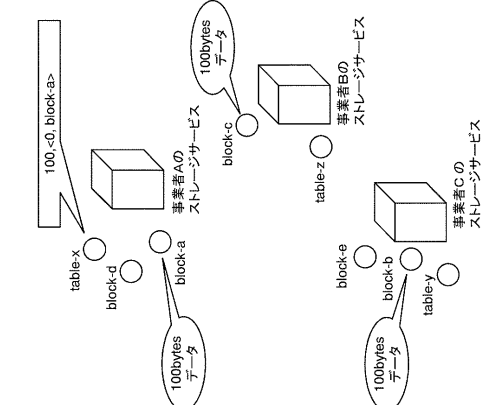 100,<0, block-a>
table-x
block-d
block-a
事業者Aの
ストレージサービス
100bytes
データ
100bytes
データ
block-c
table-z
事業者Bの
ストレージサービス
block-e
block-b
table-y
事業者C の
ストレージサービス
100bytes
データ